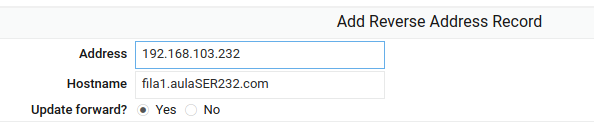 Add Reverse Address Record
Address 192.168.103.232
Hostname fila1.aulaSER232.com
Update forward? Yes No